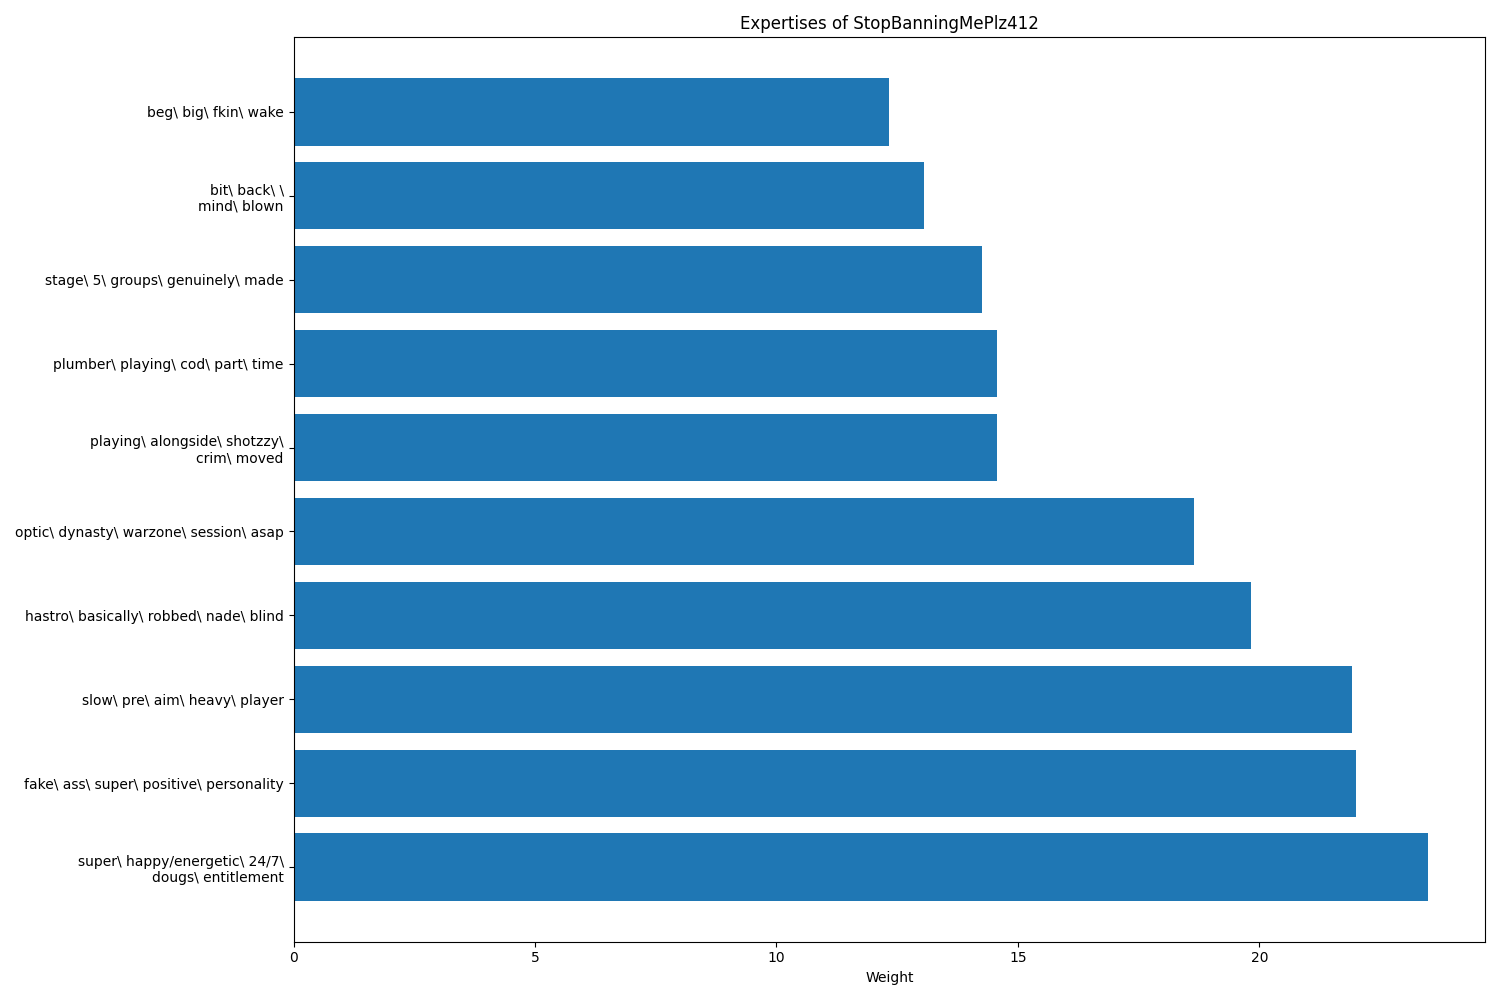 Expertises of StopBanningMePlz412
beg\ big\ fkin\ wake
bit\ back\ \
mind\ blown
stage\ 5\ groups\ genuinely\ made
plumber\ playing\ cod\ part\ time
playing\ alongside\ shotzzy\
crim\ moved
optic\ dynasty\ warzone\ session\ asap
hastro\ basically\ robbed\ nade\ blind
slow\ pre\ aim\ heavy\ player
fake\ ass\ super\ positive\ personality
super\ happy/energetic\ 24/7\
dougs\ entitlement
0 5 10 15 20
Weight